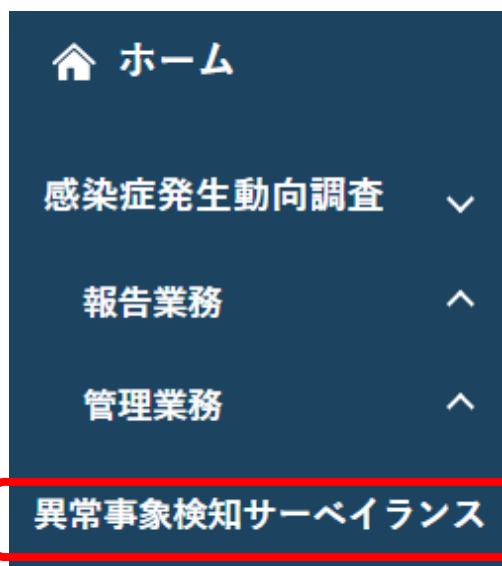 ホーム
感染症発生動向調査
報告業務
管理業務
異常事象検知サーベイランス